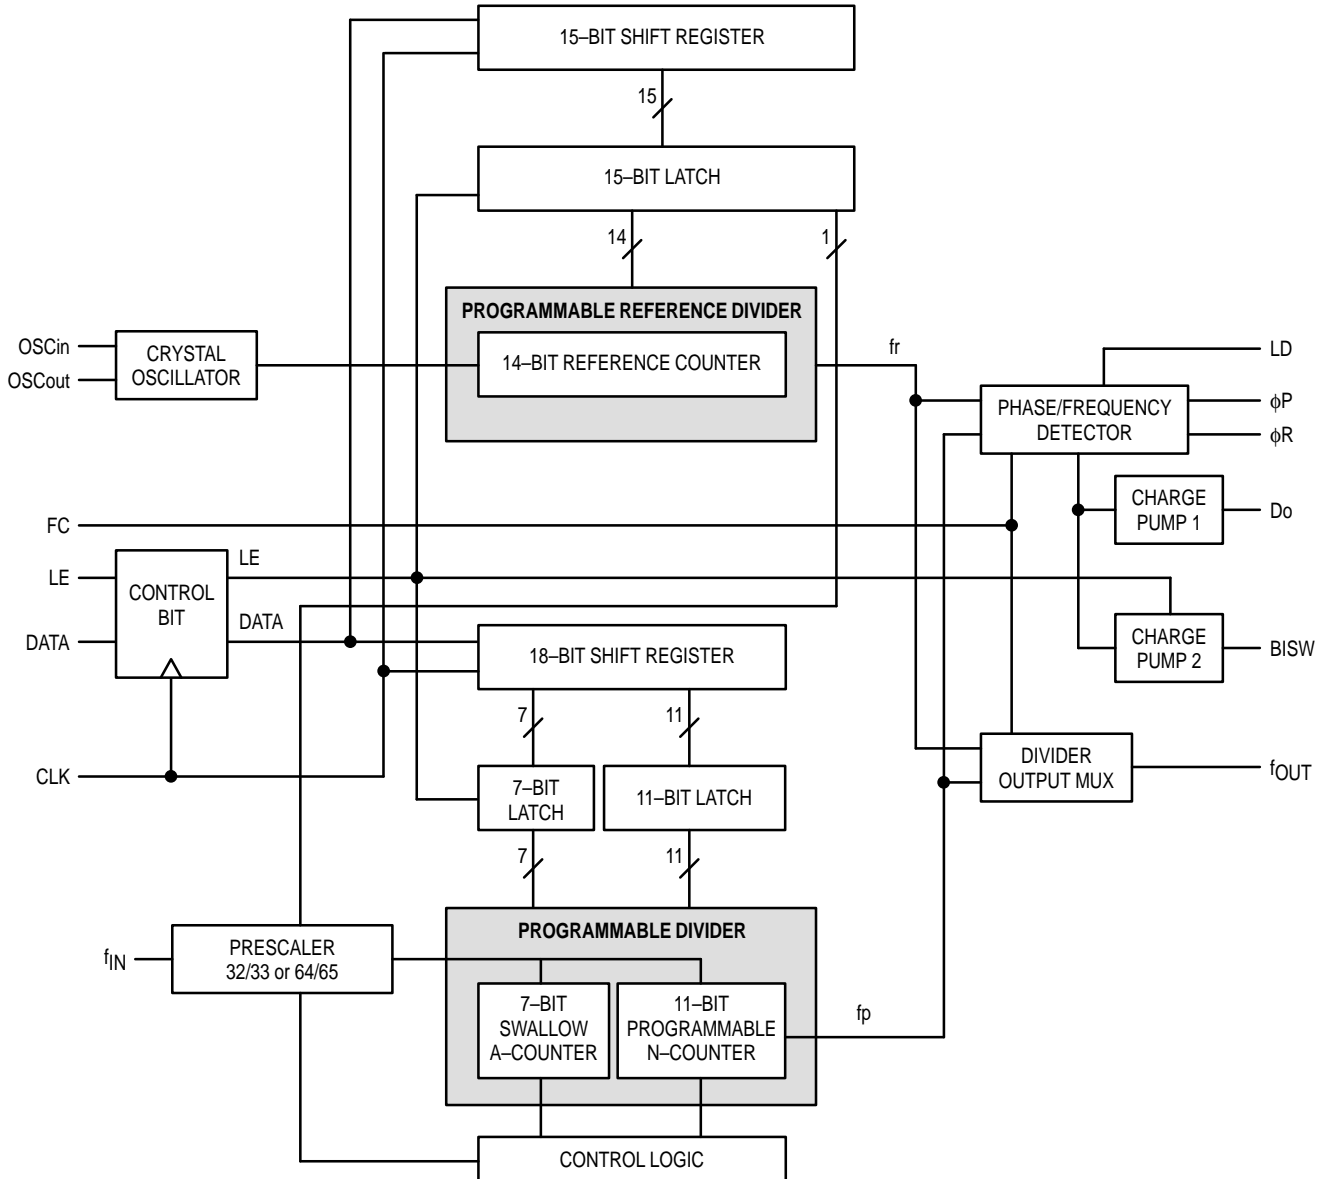 15–BIT SHIFT REGISTER
15
15–BIT LATCH
14
1
PROGRAMMABLE REFERENCE DIVIDER
14–BIT REFERENCE COUNTER
OSCin
OSCout
CRYSTAL
OSCILLATOR
fr
LD
PHASE/FREQUENCY
DETECTOR
ϕP
ϕR
CHARGE
PUMP 1
Do
FC
LE
DATA
CONTROL
BIT
LE
DATA
18–BIT SHIFT REGISTER
CHARGE
PUMP 2
BISW
7
11
CLK
7–BIT
LATCH
11–BIT LATCH
DIVIDER
OUTPUT MUX
fOUT
7
11
PROGRAMMABLE DIVIDER
fIN
PRESCALER
32/33 or 64/65
7–BIT
SWALLOW
A–COUNTER
11–BIT
PROGRAMMABLE
N–COUNTER
fp
CONTROL LOGIC